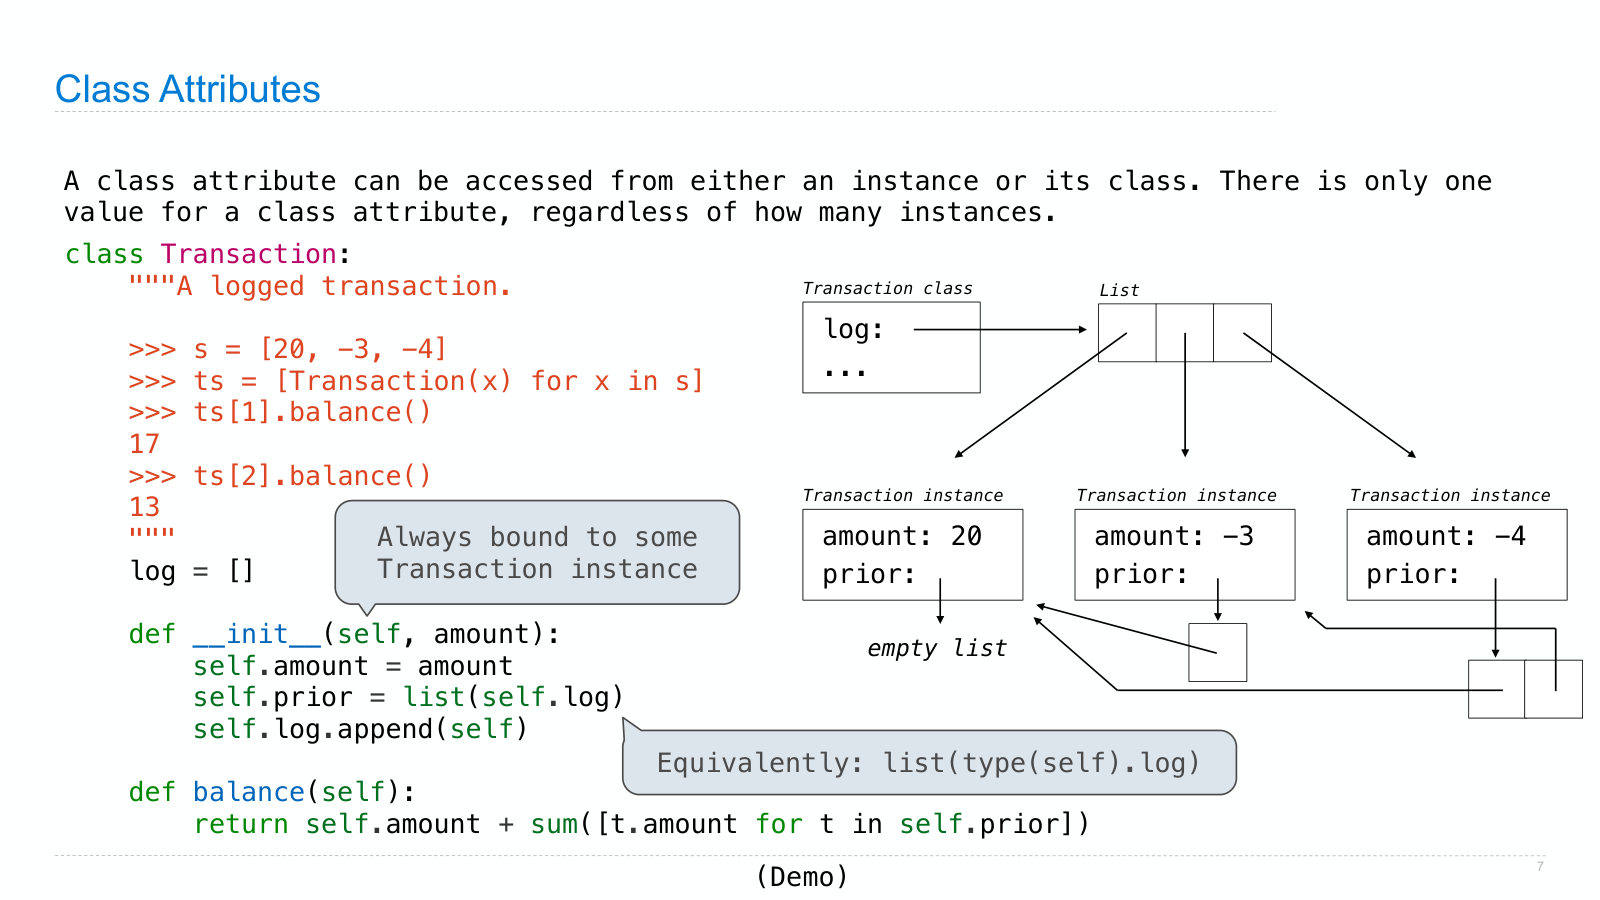 Class Attributes
A class attribute can be accessed from either an instance or its class. There is only one
value for a class attribute, regardless of how many instances.
class Transaction:
    """A logged transaction.
    >>> s = [20, -3, -4]
    >>> ts = [Transaction(x) for x in s]
    >>> ts[1].balance()
    17
    >>> ts[2].balance()
    13
    """
    log = []
Always bound to some
Transaction instance
    def __init__(self, amount):
        self.amount = amount
        self.prior = list(self.log)
        self.log.append(self)
Equivalently: list(type(self).log)
    def balance(self):
        return self.amount + sum([t.amount for t in self.prior])
Transaction class
log:
...
List
Transaction instance
amount: 20
prior:
empty list
Transaction instance
amount: -3
prior:
Transaction instance
amount: -4
prior:
(Demo)
7